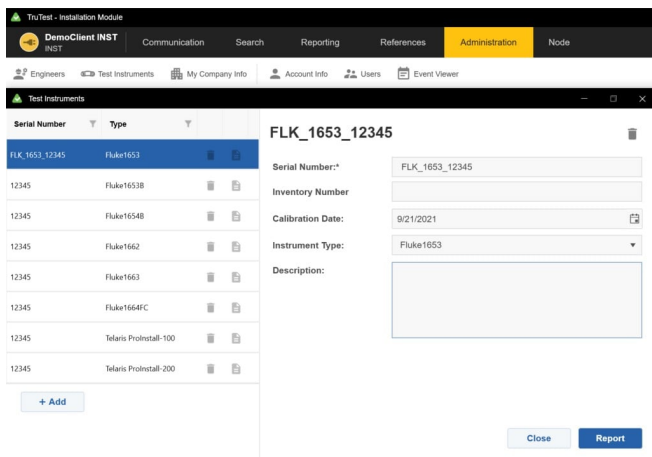 TruTest - Installation Module
DemoClient INST
INST
Communication
Search
Reporting
References
Administration
Node
Engineers
Test Instruments
My Company Info
Account Info
Users
Event Viewer
Test Instruments
Serial Number
Type
FLK_1653_12345
Fluke1653
12345
Fluke1653B
12345
Fluke1654B
12345
Fluke1662
12345
Fluke1663
12345
Fluke1664FC
12345
Telaris ProInstall-100
12345
Telaris ProInstall-200
+ Add
FLK_1653_12345
Serial Number:*
FLK_1653_12345
Inventory Number
Calibration Date:
9/21/2021
Instrument Type:
Fluke1653
Description:
Close
Report